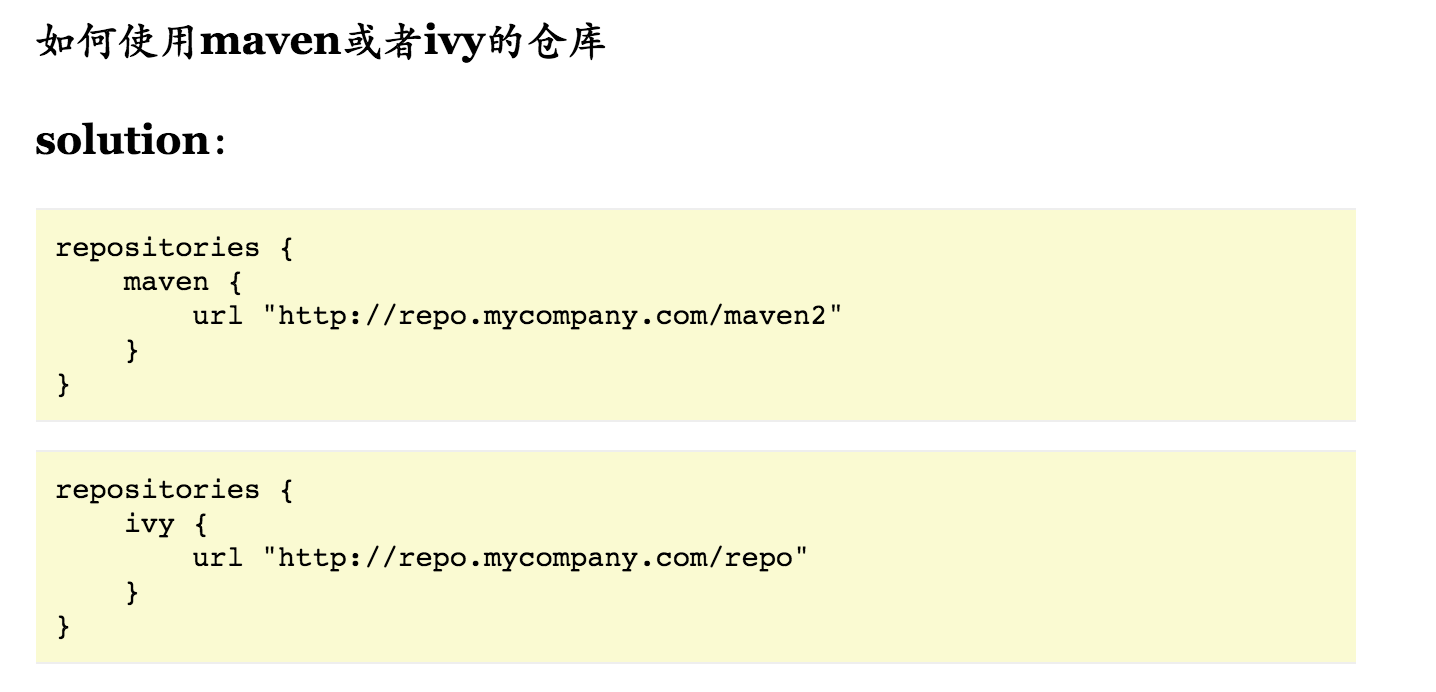 如何使用maven或者ivy的仓库
solution：
repositories {
    maven {
        url "http://repo.mycompany.com/maven2"
    }
}
repositories {
    ivy {
        url "http://repo.mycompany.com/repo"
    }
}